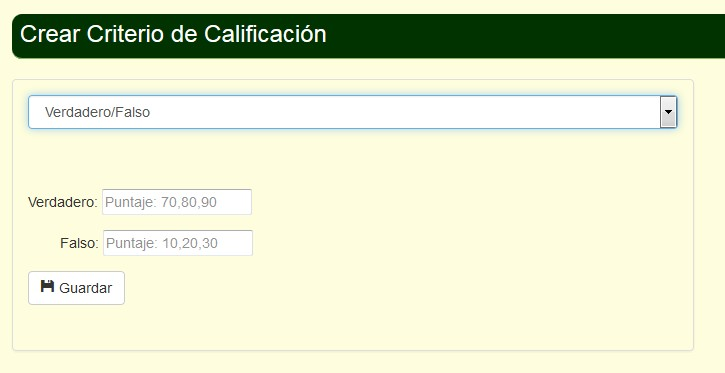 Crear Criterio de Calificación
Verdadero/Falso
Verdadero: Puntaje: 70,80,90
Falso: Puntaje: 10,20,30
Guardar